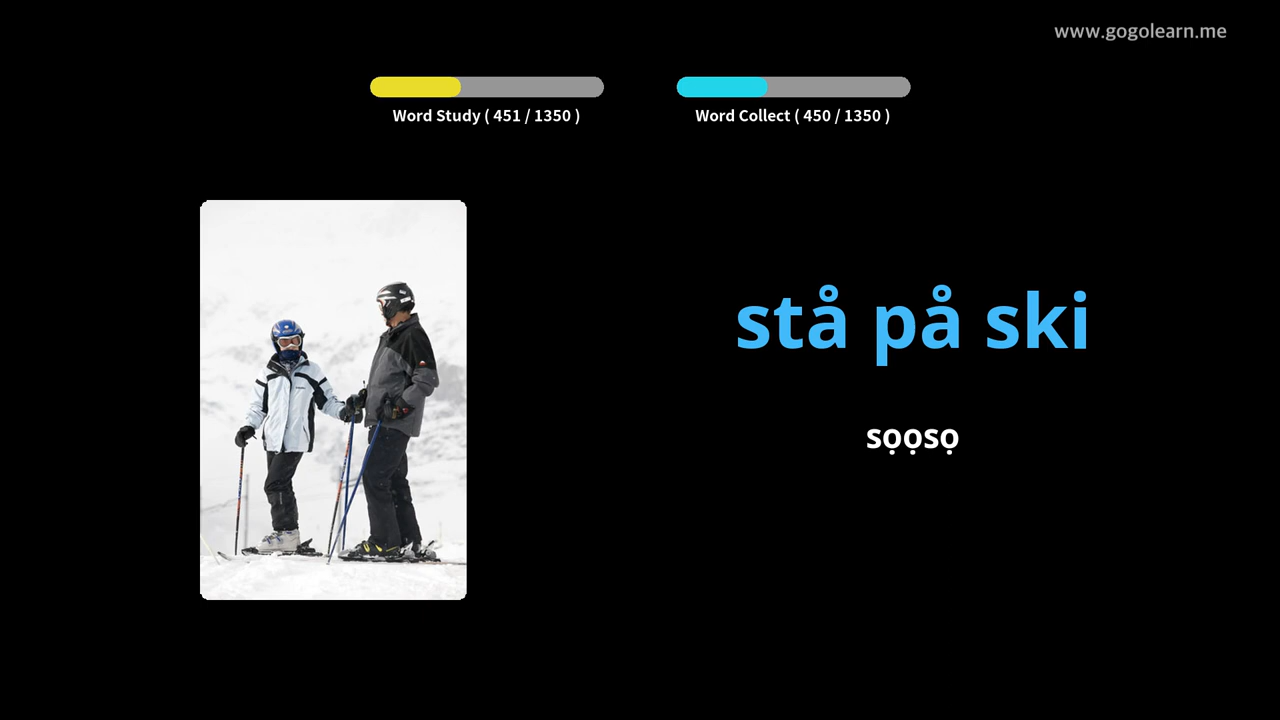 www.gogolearn.me
Word Study ( 451 / 1350 )
Word Collect ( 450 / 1350 )
stå på ski
sọọsọ